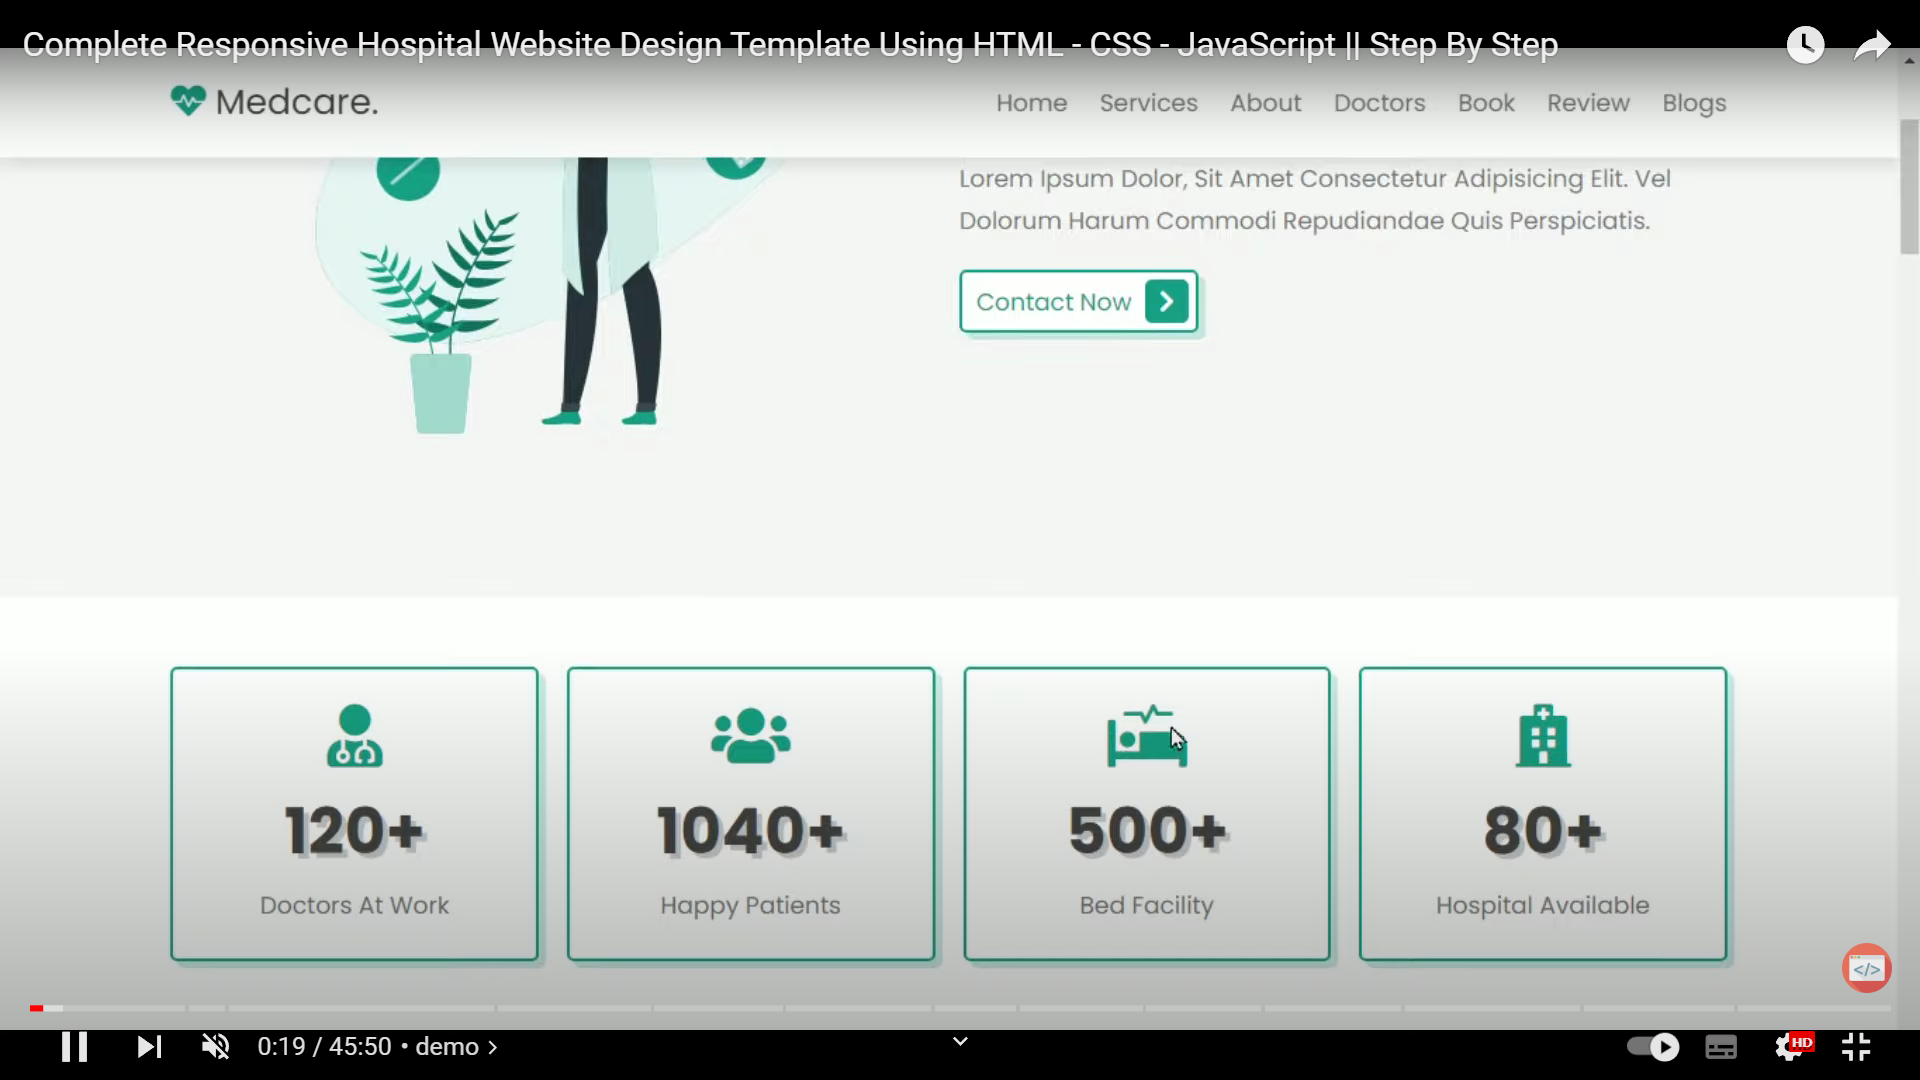 Complete Responsive Hospital Website Design Template Using HTML - CSS - JavaScript || Step By Step
Medcare. Home Services About Doctors Book Review Blogs
Lorem Ipsum Dolor, Sit Amet Consectetur Adipisicing Elit. Vel
Dolorum Harum Commodi Repudiandae Quis Perspiciatis.
Contact Now
120+ 1040+ 500+ 80+
Doctors At Work Happy Patients Bed Facility Hospital Available
</>
0:19 / 45:50 • demo > HD